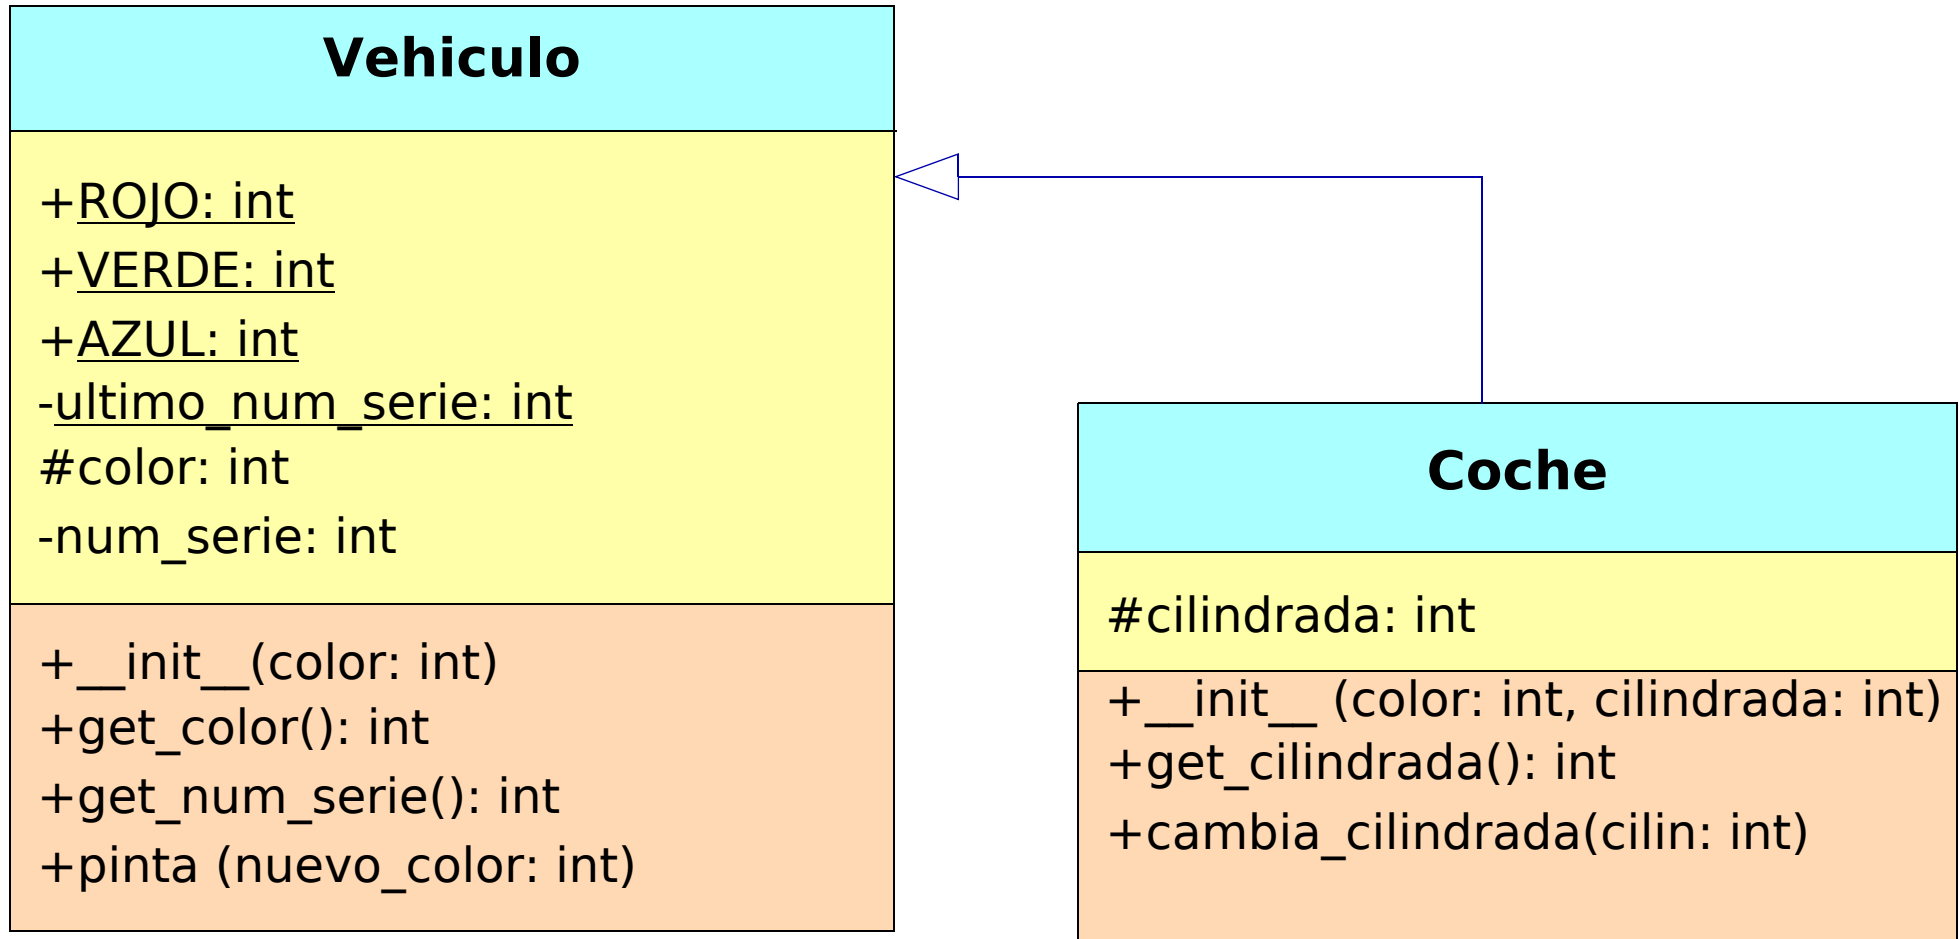 Vehiculo
+ROJO: int
+VERDE: int
+AZUL: int
-ultimo_num_serie: int
#color: int
-num_serie: int
+__init__(color: int)
+get_color(): int
+get_num_serie(): int
+pinta (nuevo_color: int)
Coche
#cilindrada: int
+__init__ (color: int, cilindrada: int)
+get_cilindrada(): int
+cambia_cilindrada(cilin: int)